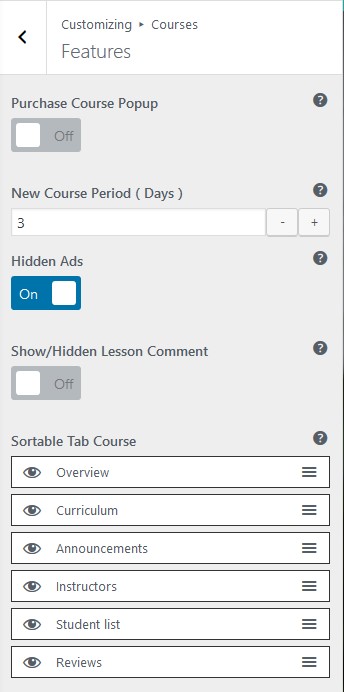 Customizing ▸ Courses
Features
Purchase Course Popup ?
Off
New Course Period ( Days ) ?
3 - +
Hidden Ads ?
On
Show/Hidden Lesson Comment ?
Off
Sortable Tab Course ?
Overview
Curriculum
Announcements
Instructors
Student list
Reviews